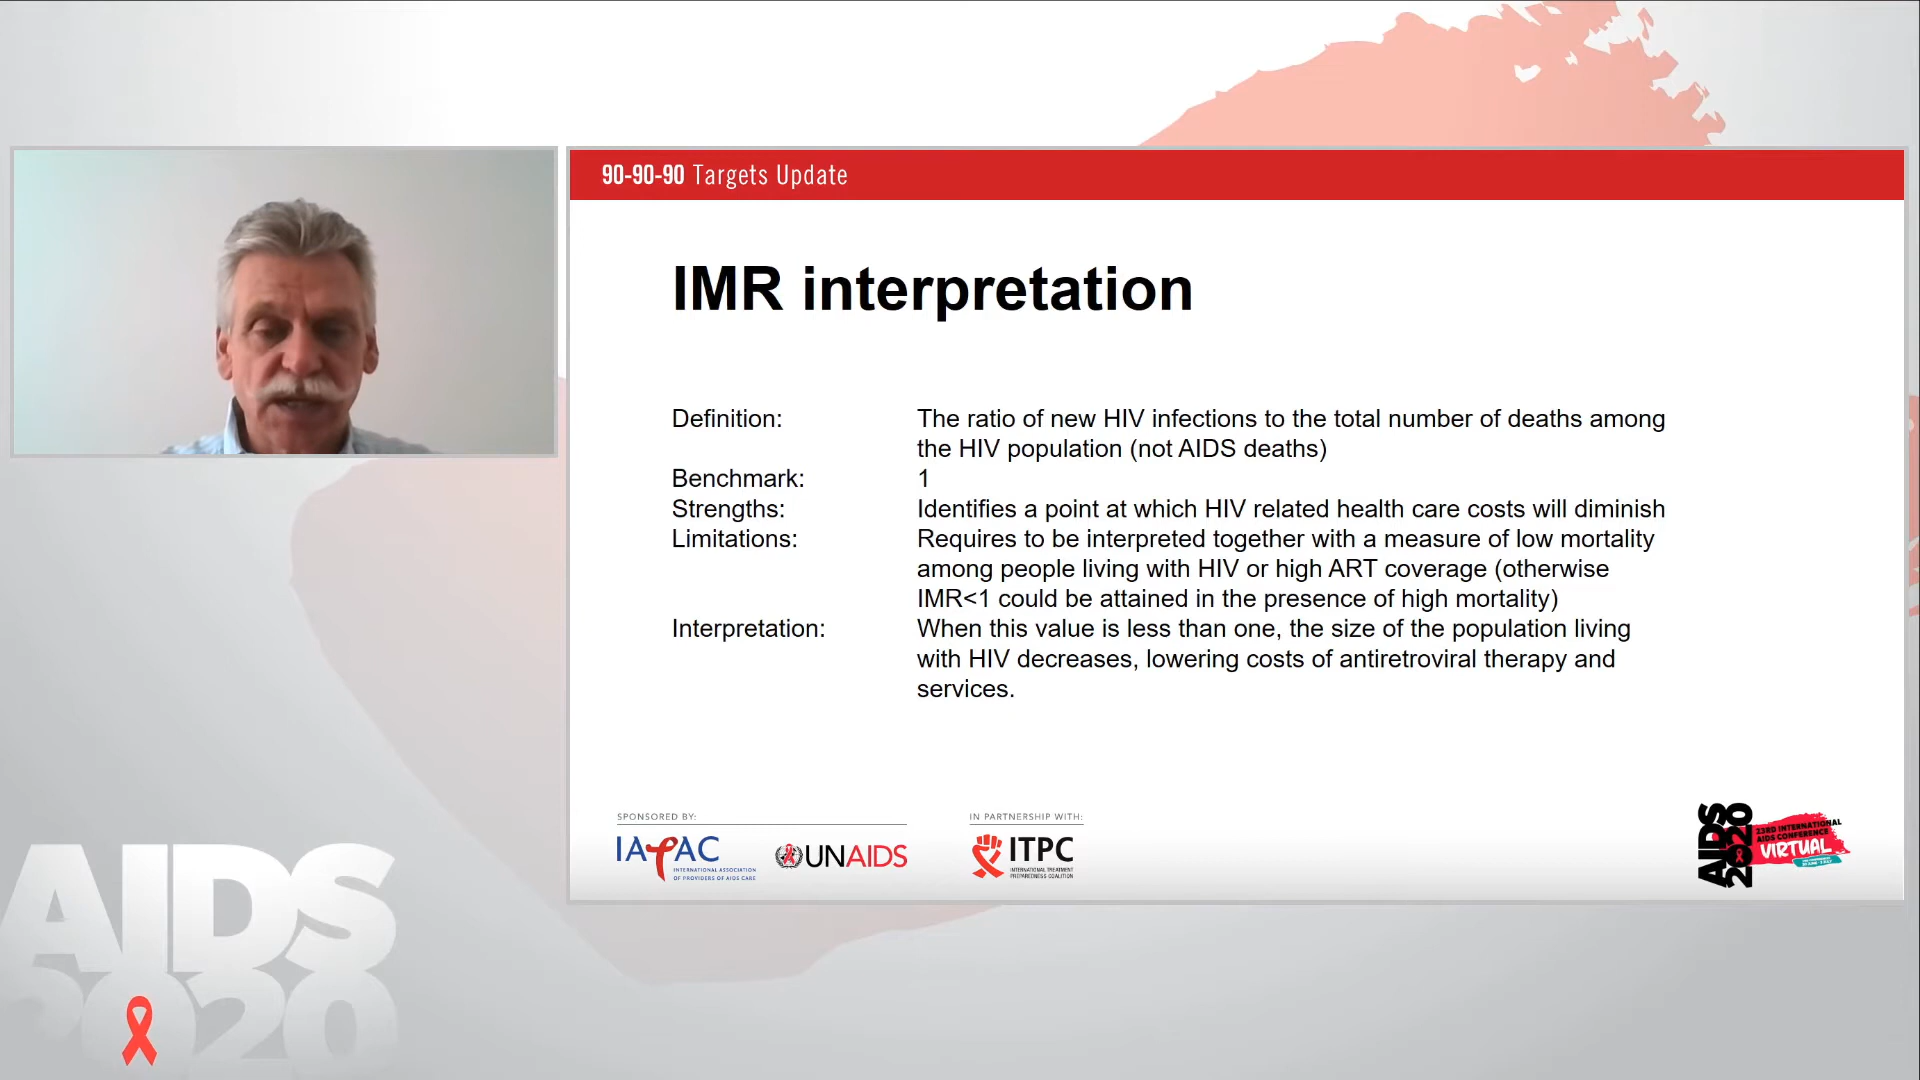 90-90-90 Targets Update
IMR interpretation
Definition: The ratio of new HIV infections to the total number of deaths among
the HIV population (not AIDS deaths)
Benchmark: 1
Strengths: Identifies a point at which HIV related health care costs will diminish
Limitations: Requires to be interpreted together with a measure of low mortality
among people living with HIV or high ART coverage (otherwise
IMR<1 could be attained in the presence of high mortality)
Interpretation: When this value is less than one, the size of the population living
with HIV decreases, lowering costs of antiretroviral therapy and
services.
SPONSORED BY:
IAPAC
INTERNATIONAL ASSOCIATION
OF PROVIDERS OF AIDS CARE
UNAIDS
IN PARTNERSHIP WITH:
ITPC
INTERNATIONAL TREATMENT
PREPAREDNESS COALITION
AIDS
2020
23RD INTERNATIONAL
AIDS CONFERENCE
VIRTUAL
AIDS
2020